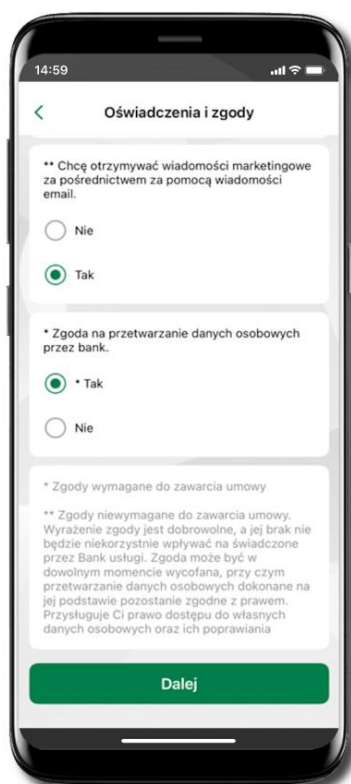 14:59
Oświadczenia i zgody
** Chcę otrzymywać wiadomości marketingowe
za pośrednictwem za pomocą wiadomości
email.
Nie
Tak
* Zgoda na przetwarzanie danych osobowych
przez bank.
* Tak
Nie
* Zgody wymagane do zawarcia umowy
** Zgody niewymagane do zawarcia umowy.
Wyrażenie zgody jest dobrowolne, a jej brak nie
będzie niekorzystnie wpływać na świadczone
przez Bank usługi. Zgoda może być w
dowolnym momencie wycofana, przy czym
przetwarzanie danych osobowych dokonane na
jej podstawie pozostanie zgodne z prawem.
Przysługuje Ci prawo dostępu do własnych
danych osobowych oraz ich poprawiania
Dalej